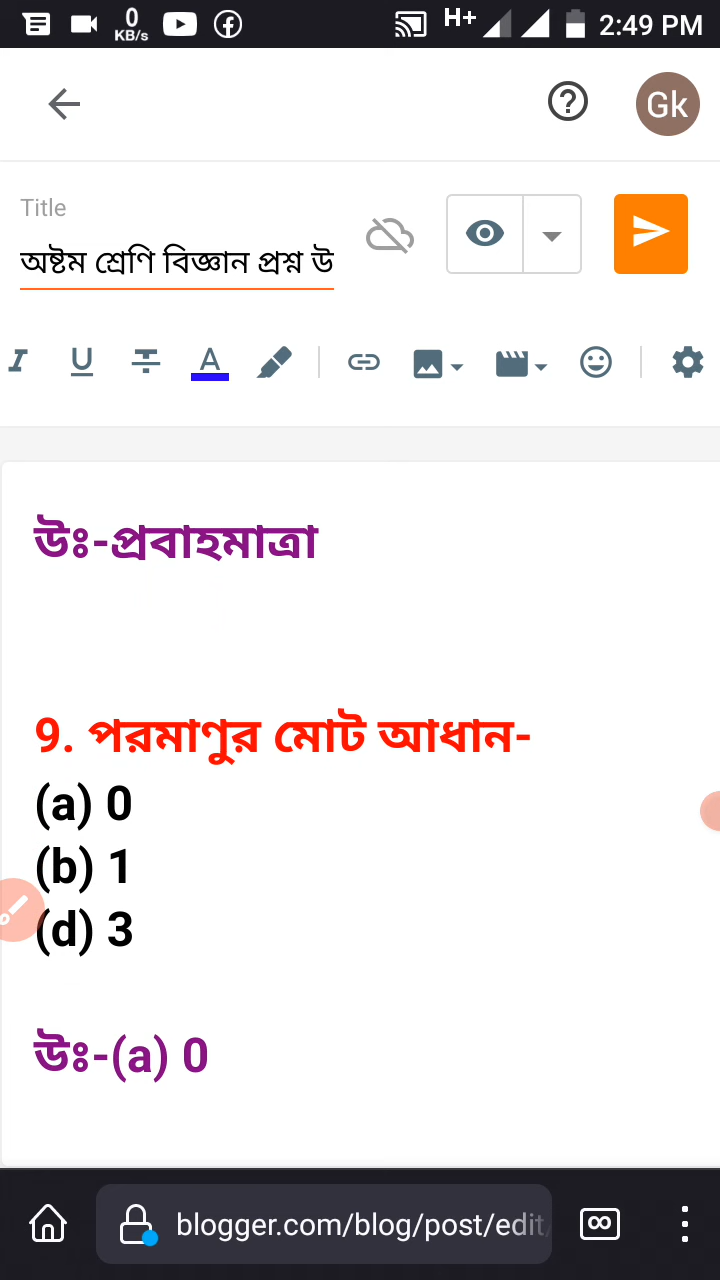 0
KB/s
H+
2:49 PM
Gk
Title
অষ্টম শ্রেণি বিজ্ঞান প্রশ্ন উ
I U T A
উঃ-প্রবাহমাত্রা
9. পরমাণুর মোট আধান-
(a) 0
(b) 1
(d) 3
উঃ-(a) 0
blogger.com/blog/post/edit